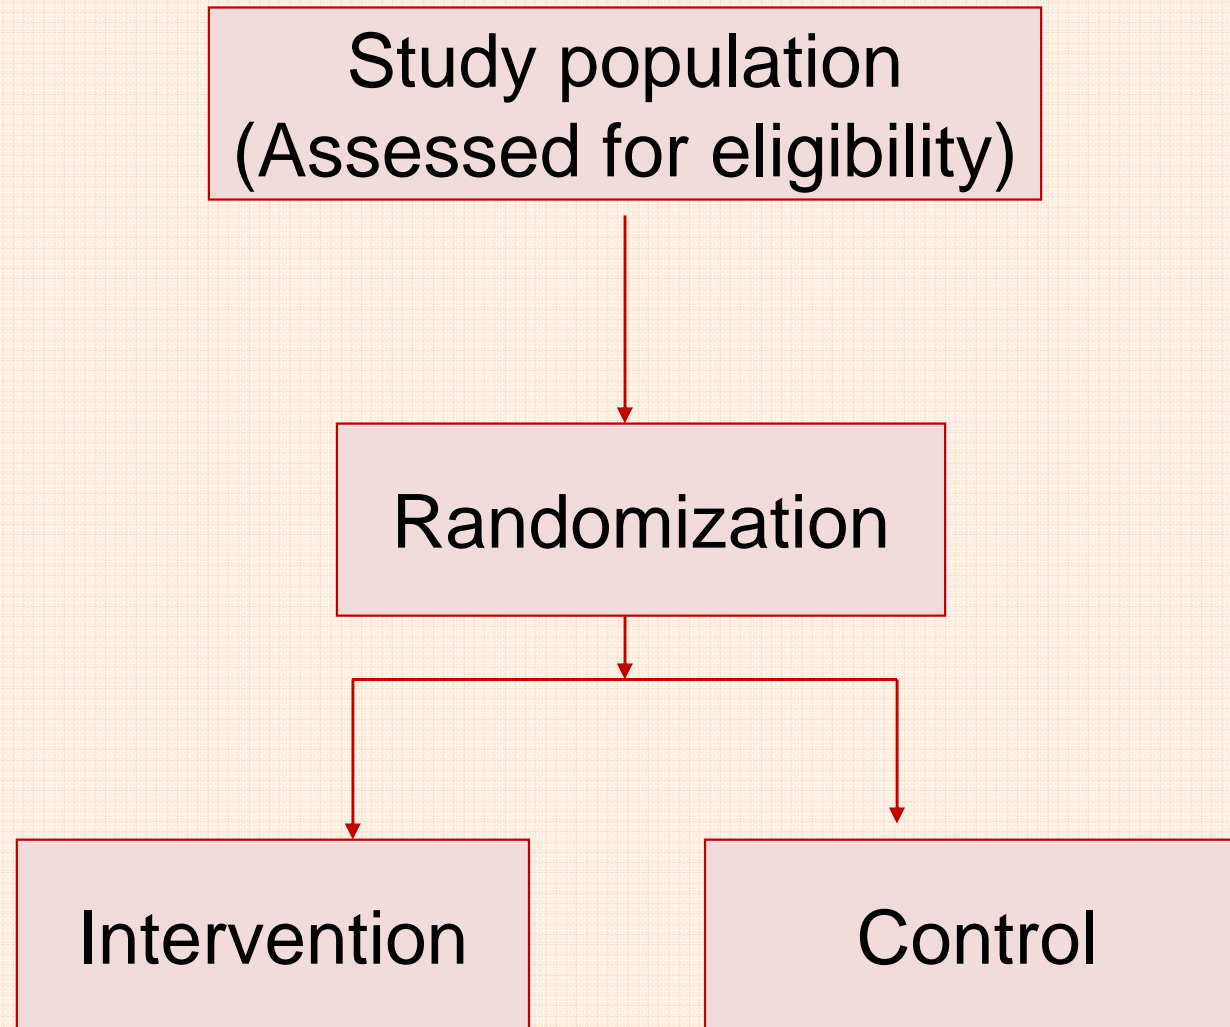 Study population
(Assessed for eligibility)
Randomization
Intervention
Control